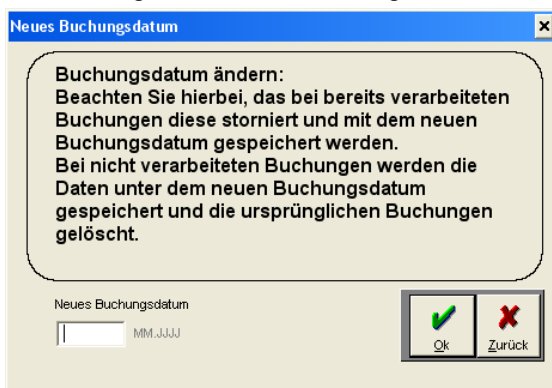 Neues Buchungsdatum
Buchungsdatum ändern:
Beachten Sie hierbei, das bei bereits verarbeiteten
Buchungen diese storniert und mit dem neuen
Buchungsdatum gespeichert werden.
Bei nicht verarbeiteten Buchungen werden die
Daten unter dem neuen Buchungsdatum
gespeichert und die ursprünglichen Buchungen
gelöscht.
Neues Buchungsdatum
MM.JJJJ
Ok Zurück